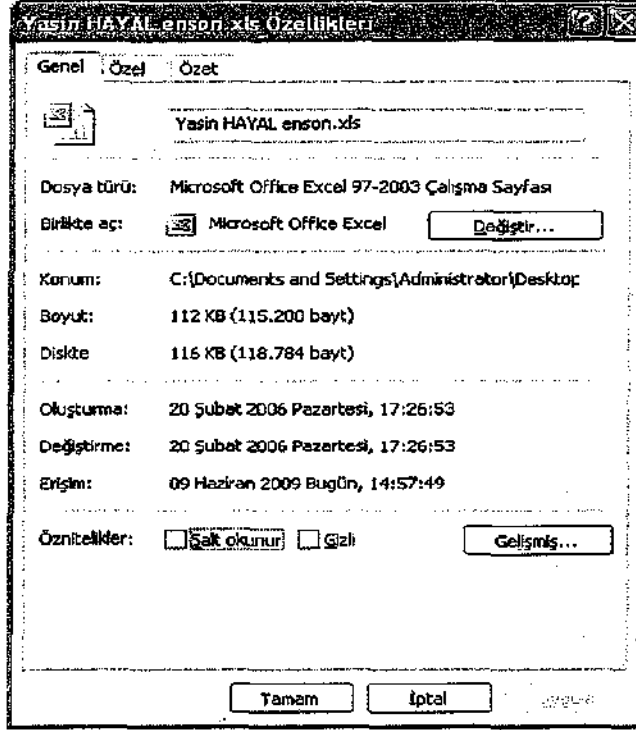 Yasin HAYAL enson.xls Özellikleri
Genel Özel Özet
Yasin HAYAL enson.xls
Dosya türü: Microsoft Office Excel 97-2003 Çalışma Sayfası
Birlikte aç: Microsoft Office Excel Değiştir...
Konum: C:\Documents and Settings\Administrator\Desktop
Boyut: 112 KB (115.200 bayt)
Diskte 116 KB (118.784 bayt)
Oluşturma: 20 Şubat 2006 Pazartesi, 17:26:53
Değiştirme: 20 Şubat 2006 Pazartesi, 17:26:53
Erişim: 09 Haziran 2009 Bugün, 14:57:49
Öznitelikler: Salt okunur Gizli Gelişmiş...
Tamam İptal